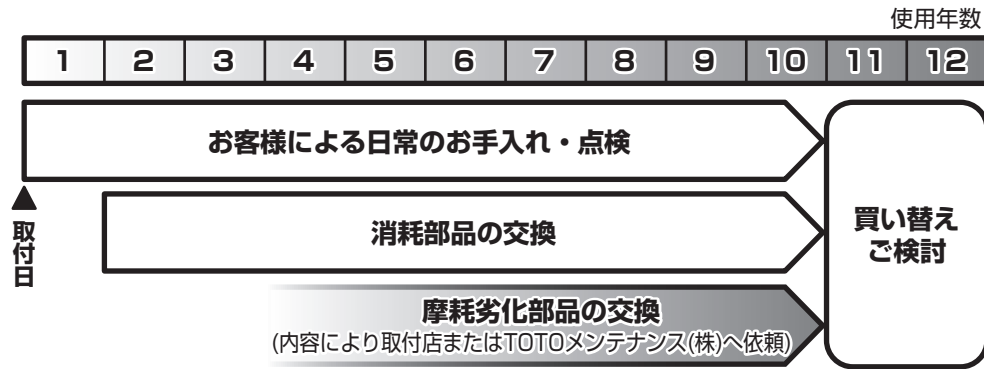 使用年数
1 2 3 4 5 6 7 8 9 10 11 12
お客様による日常のお手入れ・点検
取付日
消耗部品の交換
買い替え
ご検討
摩耗劣化部品の交換
(内容により取付店またはTOTOメンテナンス(株)へ依頼)